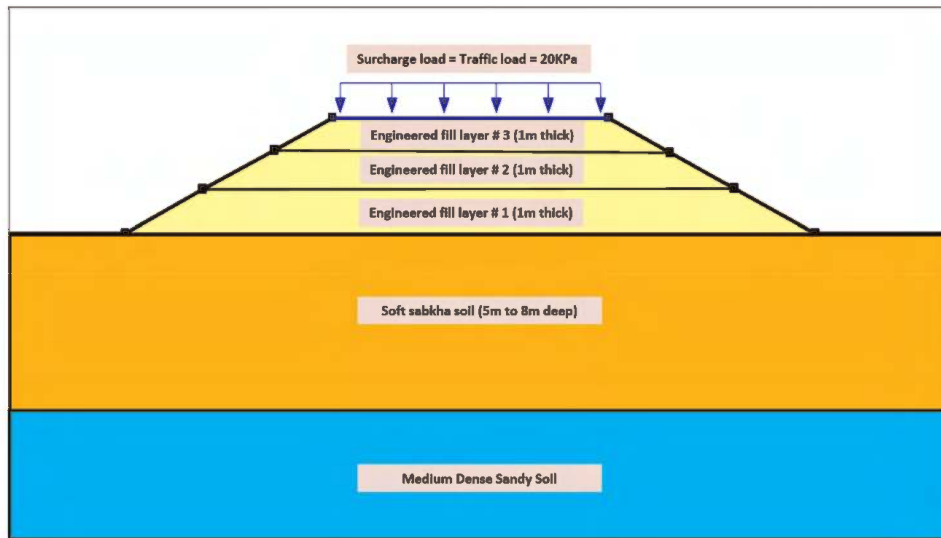 Surcharge load = Traffic load = 20KPa
Engineered fill layer # 3 (1m thick)
Engineered fill layer # 2 (1m thick)
Engineered fill layer # 1 (1m thick)
Soft sabkha soil (5m to 8m deep)
Medium Dense Sandy Soil